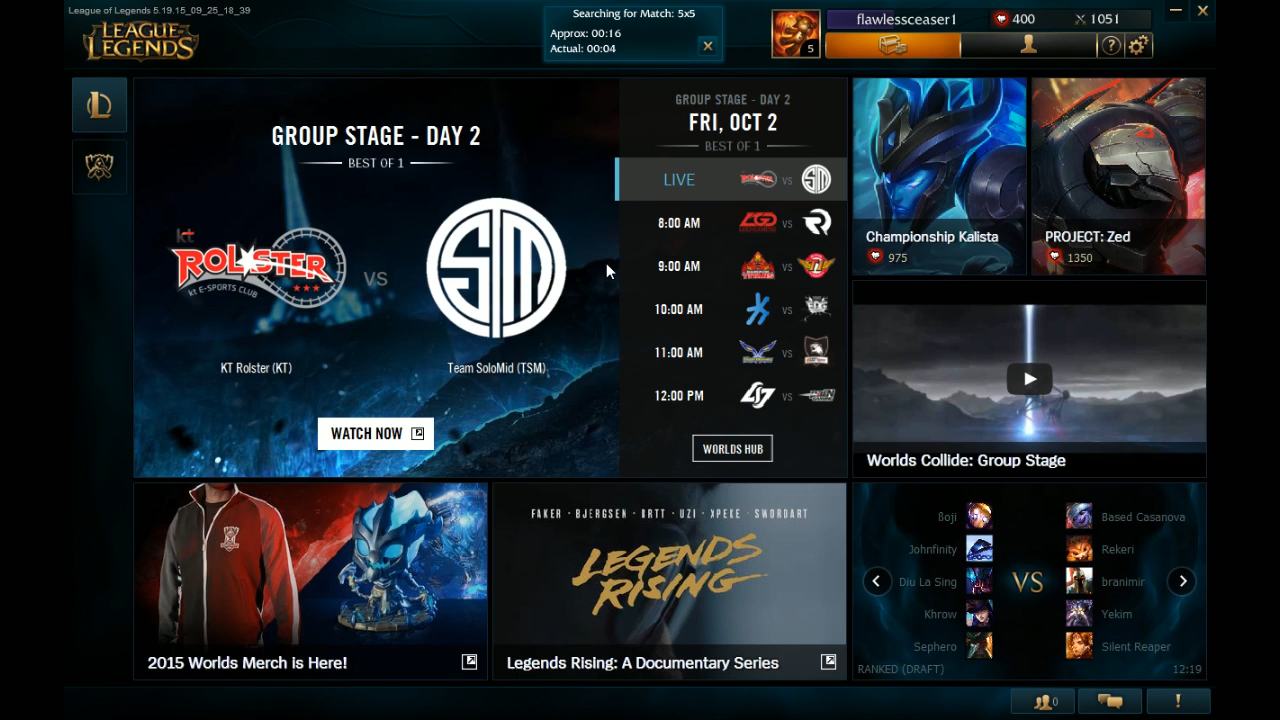 League of Legends 5.19.15_09_25_18_39
LEAGUE of LEGENDS
Searching for Match: 5x5
Approx: 00:16
Actual: 00:04
5
flawlessceaser1
400
1051
GROUP STAGE - DAY 2
BEST OF 1
kt ROLSTER
kt E-SPORTS CLUB
VS
TSM
KT Rolster (KT)
Team SoloMid (TSM)
WATCH NOW
GROUP STAGE - DAY 2
FRI, OCT 2
BEST OF 1
LIVE
VS
8:00 AM
LGD
VS
9:00 AM
VS
10:00 AM
VS
EDG
11:00 AM
VS
12:00 PM
VS
WORLDS HUB
Championship Kalista
975
PROJECT: Zed
1350
Worlds Collide: Group Stage
2015 Worlds Merch is Here!
FAKER · BJERGSEN · BRTT · UZI · XPEKE · SWORDART
LEGENDS RISING
Legends Rising: A Documentary Series
Boji
Johnfinity
Diu La Sing
Khrow
Sephero
VS
Based Casanova
Rekeri
branimir
Yekim
Silent Reaper
RANKED (DRAFT)
12:19
0